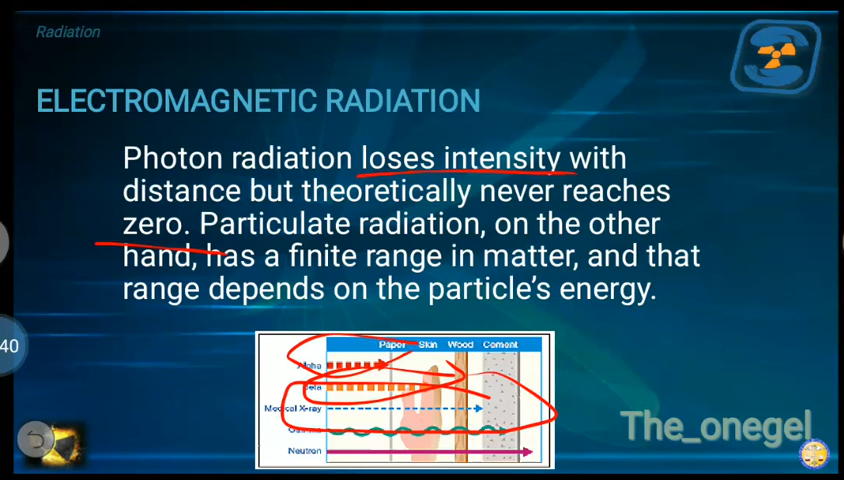 Radiation
ELECTROMAGNETIC RADIATION
Photon radiation loses intensity with
distance but theoretically never reaches
zero. Particulate radiation, on the other
hand, has a finite range in matter, and that
range depends on the particle's energy.
40
Paper Skin Wood Cement
Alpha
Beta
Medical X-ray
Neutron
The_onegel